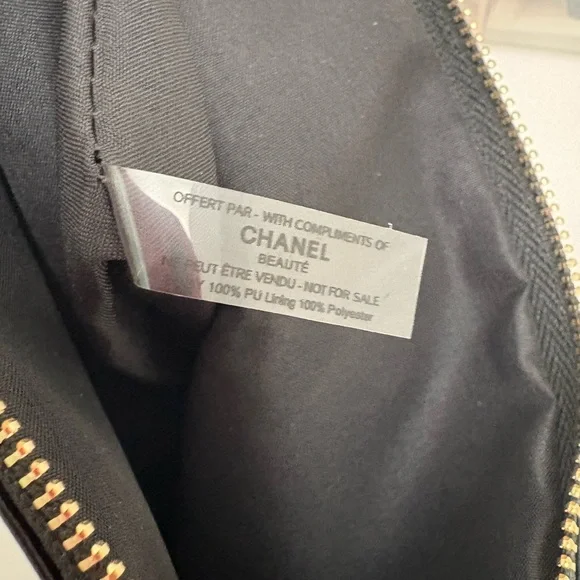 OFFERT PAR - WITH COMPLIMENTS OF
CHANEL
BEAUTÉ
NE PEUT ÊTRE VENDU - NOT FOR SALE
100% PU Lining 100% Polyester